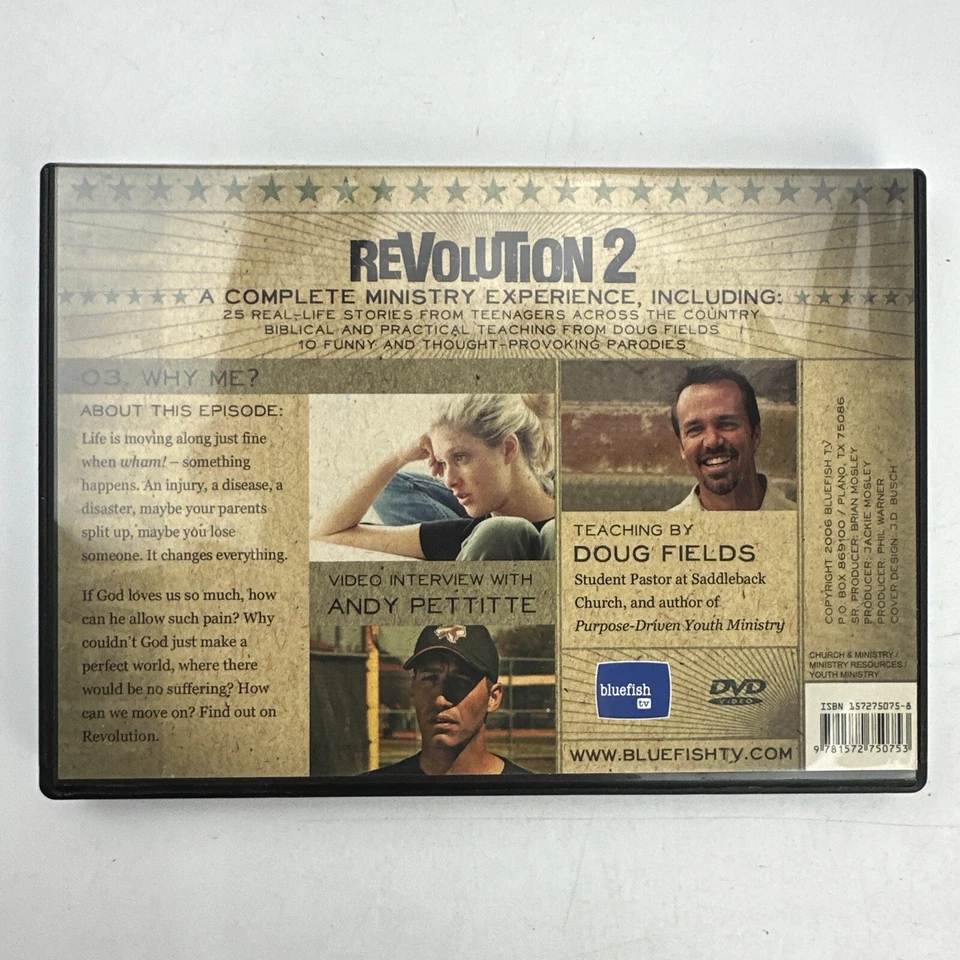 REVOLUTION 2
A COMPLETE MINISTRY EXPERIENCE, INCLUDING:
25 REAL-LIFE STORIES FROM TEENAGERS ACROSS THE COUNTRY
BIBLICAL AND PRACTICAL TEACHING FROM DOUG FIELDS
10 FUNNY AND THOUGHT-PROVOKING PARODIES
03. WHY ME?
ABOUT THIS EPISODE:
Life is moving along just fine
when wham! – something
happens. An injury, a disease, a
disaster, maybe your parents
split up, maybe you lose
someone. It changes everything.
If God loves us so much, how
can he allow such pain? Why
couldn't God just make a
perfect world, where there
would be no suffering? How
can we move on? Find out on
Revolution.
VIDEO INTERVIEW WITH
ANDY PETTITTE
TEACHING BY
DOUG FIELDS
Student Pastor at Saddleback
Church, and author of
Purpose-Driven Youth Ministry
bluefish
tv
DVD
VIDEO
WWW.BLUEFISHTV.COM
COPYRIGHT 2006 BLUEFISH TV
P.O. BOX 869100 / PLANO, TX 75086
SR. PRODUCER: BRIAN MOSLEY
PRODUCER: JACKIE MOSLEY
PRODUCER: PHIL WARNER
COVER DESIGN: J.D. BUSCH
CHURCH & MINISTRY /
MINISTRY RESOURCES /
YOUTH MINISTRY
ISBN 157275075-8
9 781572 750753